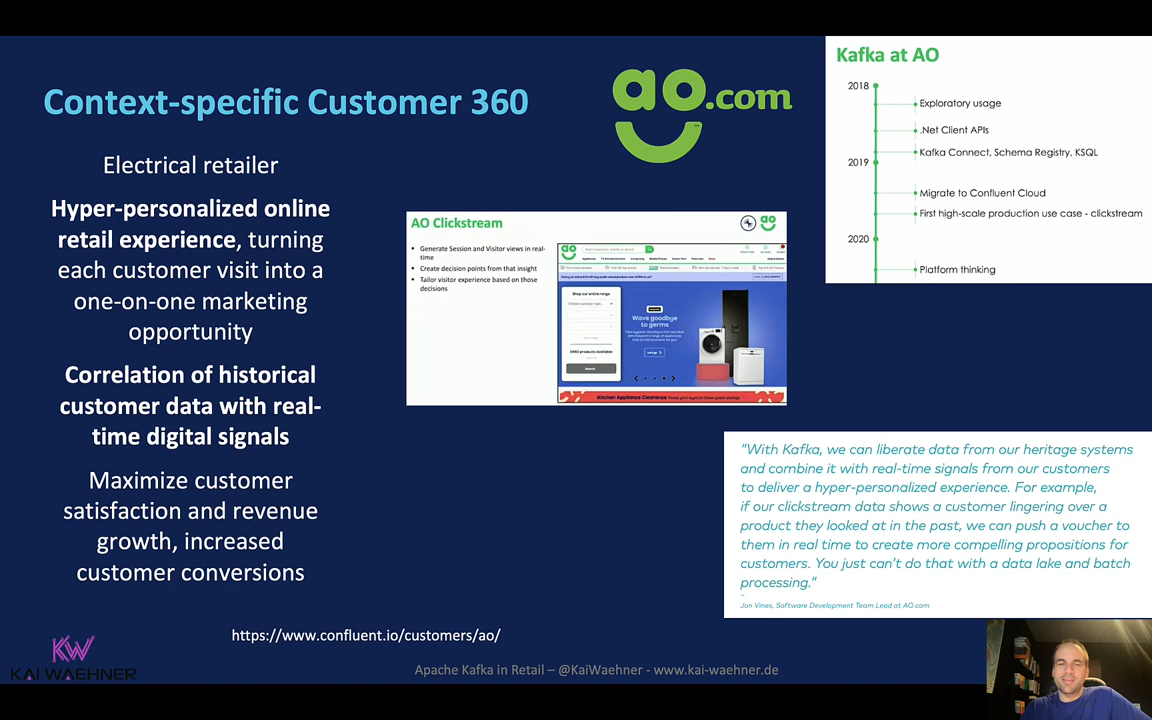 Context-specific Customer 360
Electrical retailer
Hyper-personalized online
retail experience, turning
each customer visit into a
one-on-one marketing
opportunity
Correlation of historical
customer data with real-
time digital signals
Maximize customer
satisfaction and revenue
growth, increased
customer conversions
https://www.confluent.io/customers/ao/
ao.com
AO Clickstream
ao
• Generate Session and Visitor views in real-
time
• Create decision points from that insight
• Tailor visitor experience based on those
decisions
ao
Shop our entire range
Wave goodbye
to germs
Search
Kitchen Appliance Clearance
Kafka at AO
2018
Exploratory usage
.Net Client APIs
Kafka Connect, Schema Registry, KSQL
2019
Migrate to Confluent Cloud
First high-scale production use case - clickstream
2020
Platform thinking
"With Kafka, we can liberate data from our heritage systems
and combine it with real-time signals from our customers
to deliver a hyper-personalized experience. For example,
if our clickstream data shows a customer lingering over a
product they looked at in the past, we can push a voucher to
them in real time to create more compelling propositions for
customers. You just can't do that with a data lake and batch
processing."
Jon Vines, Software Development Team Lead at AO.com
KW
KAI WAEHNER
Apache Kafka in Retail – @KaiWaehner - www.kai-waehner.de